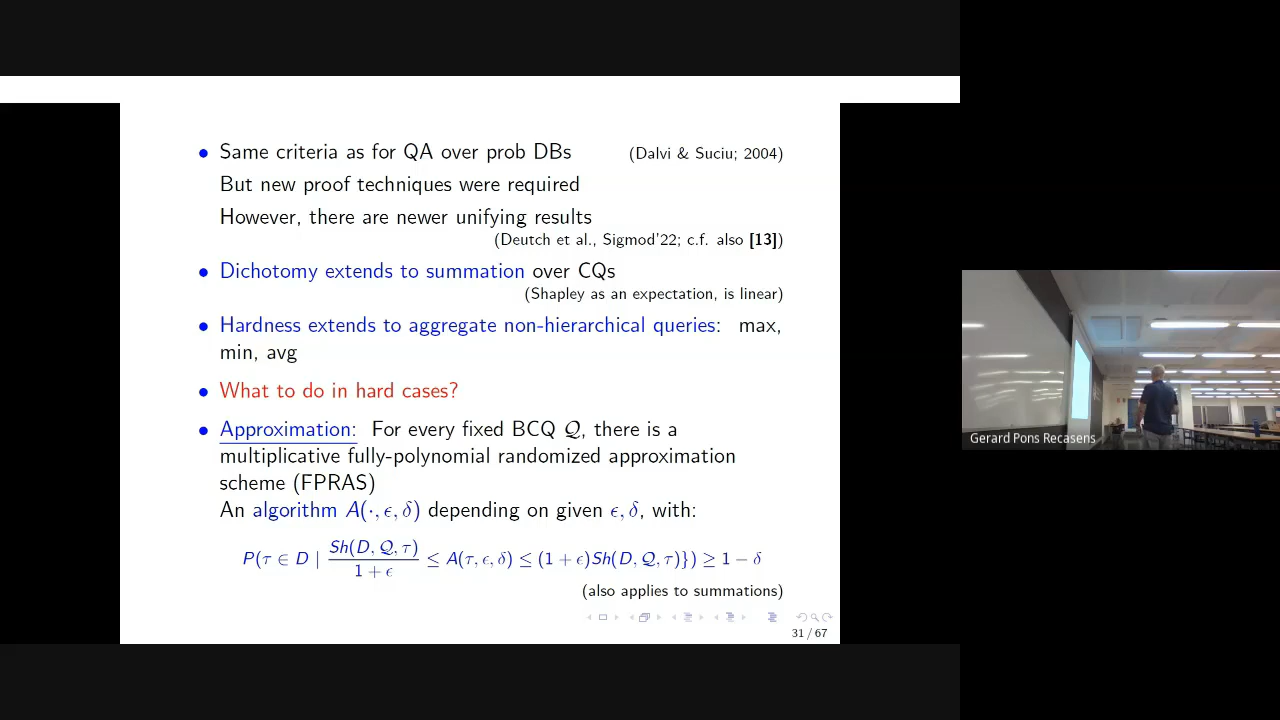 • Same criteria as for QA over prob DBs (Dalvi & Suciu; 2004)
But new proof techniques were required
However, there are newer unifying results
(Deutch et al., Sigmod'22; c.f. also [13])
• Dichotomy extends to summation over CQs
(Shapley as an expectation, is linear)
• Hardness extends to aggregate non-hierarchical queries: max,
min, avg
• What to do in hard cases?
• Approximation: For every fixed BCQ 𝒬, there is a
multiplicative fully-polynomial randomized approximation
scheme (FPRAS)
An algorithm A(·, ϵ, δ) depending on given ϵ, δ, with:
P(τ ∈ D | Sh(D, 𝒬, τ) / 1 + ϵ ≤ A(τ, ϵ, δ) ≤ (1 + ϵ)Sh(D, 𝒬, τ)}) ≥ 1 − δ
(also applies to summations)
31 / 67
Gerard Pons Recasens